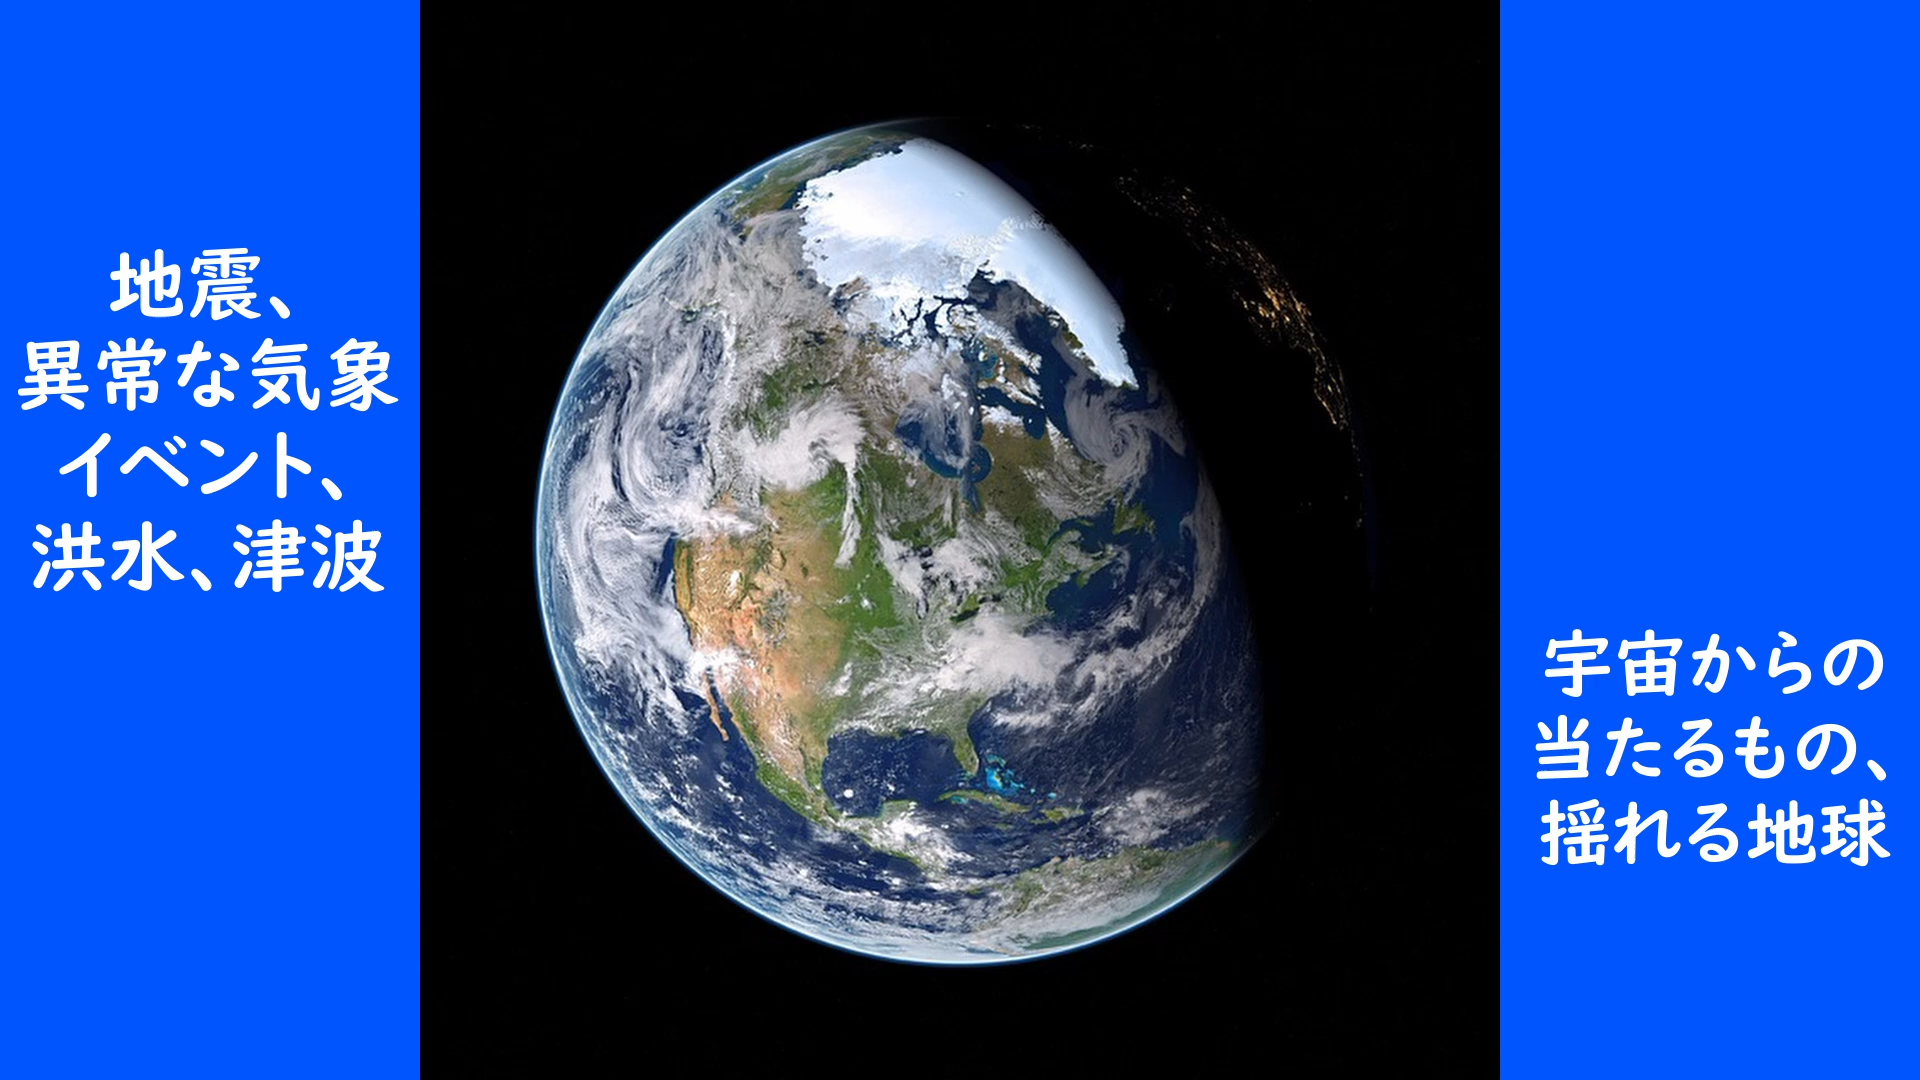 地震、
異常な気象
イベント、
洪水、津波
宇宙からの
当たるもの、
揺れる地球